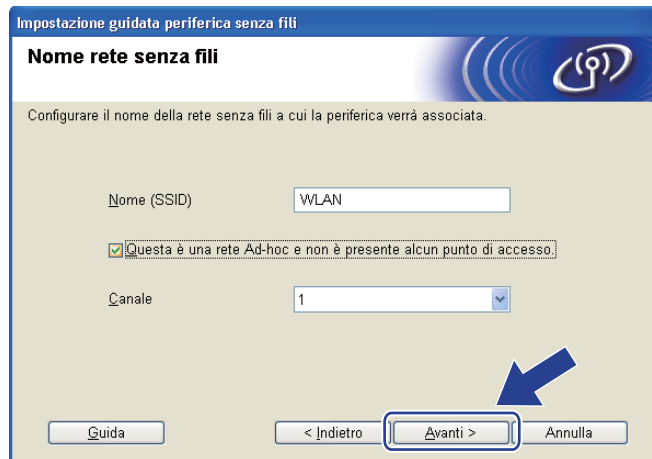 Impostazione guidata periferica senza fili
Nome rete senza fili
Configurare il nome della rete senza fili a cui la periferica verrà associata.
Nome (SSID) WLAN
Questa è una rete Ad-hoc e non è presente alcun punto di accesso.
Canale 1
Guida < Indietro Avanti > Annulla